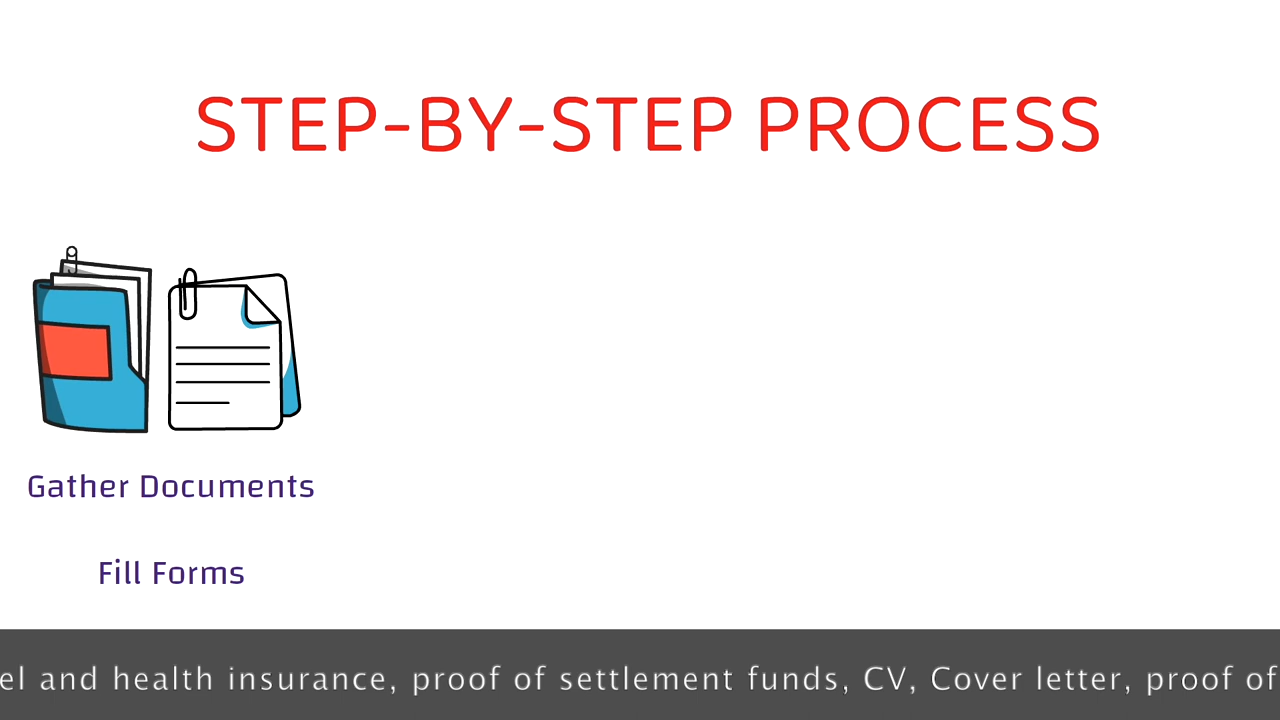 STEP-BY-STEP PROCESS
Gather Documents
Fill Forms
and health insurance, proof of settlement funds, CV, Cover letter, proof of